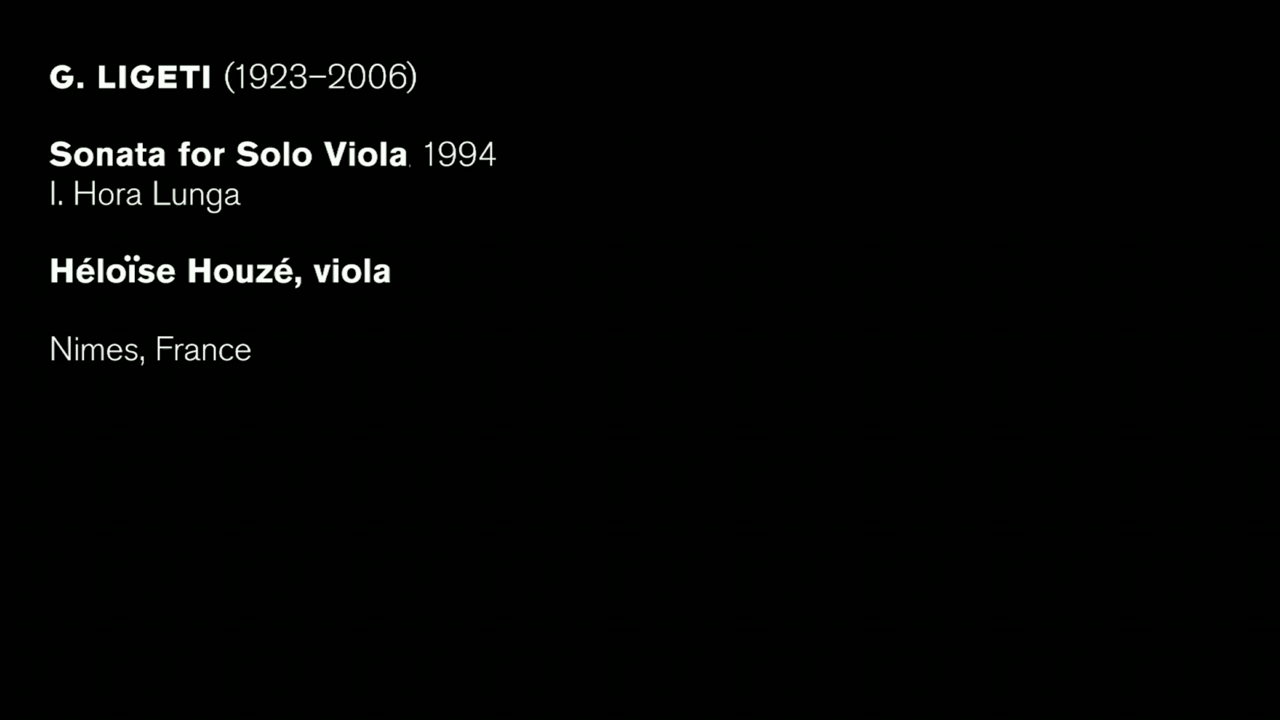 G. LIGETI (1923–2006)
Sonata for Solo Viola, 1994
I. Hora Lunga
Héloïse Houzé, viola
Nimes, France